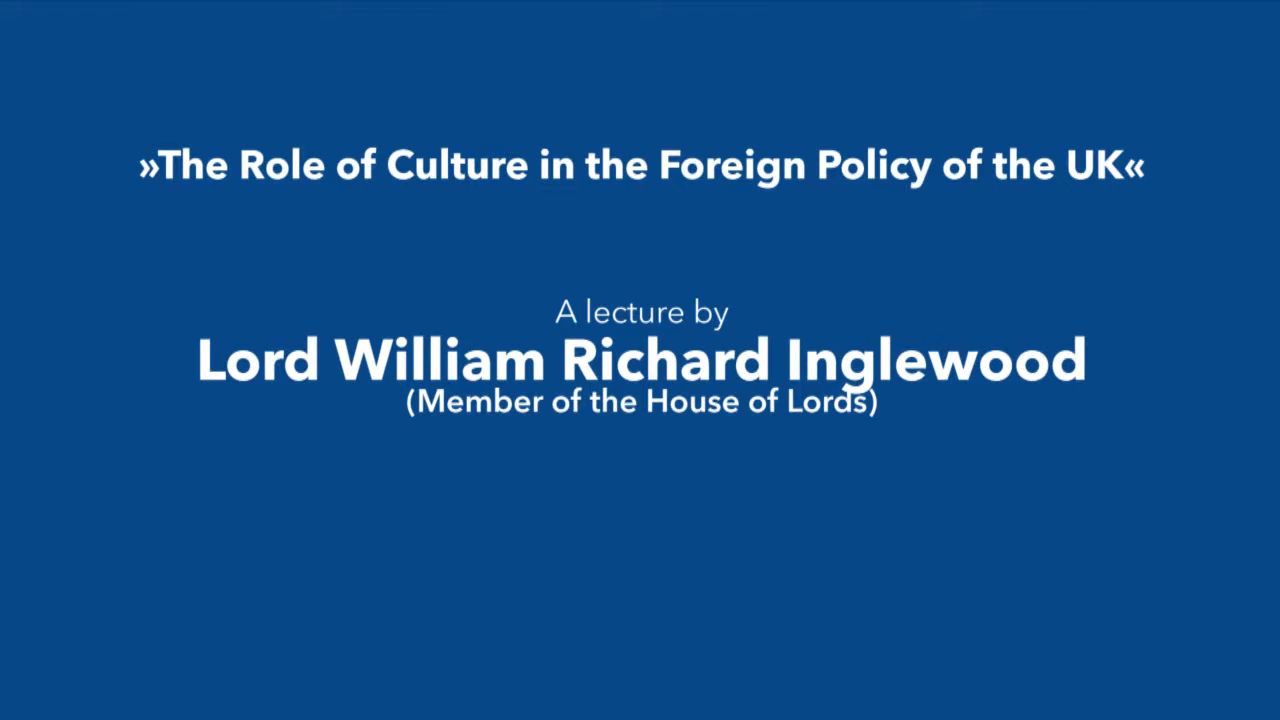 »The Role of Culture in the Foreign Policy of the UK«
A lecture by
Lord William Richard Inglewood
(Member of the House of Lords)